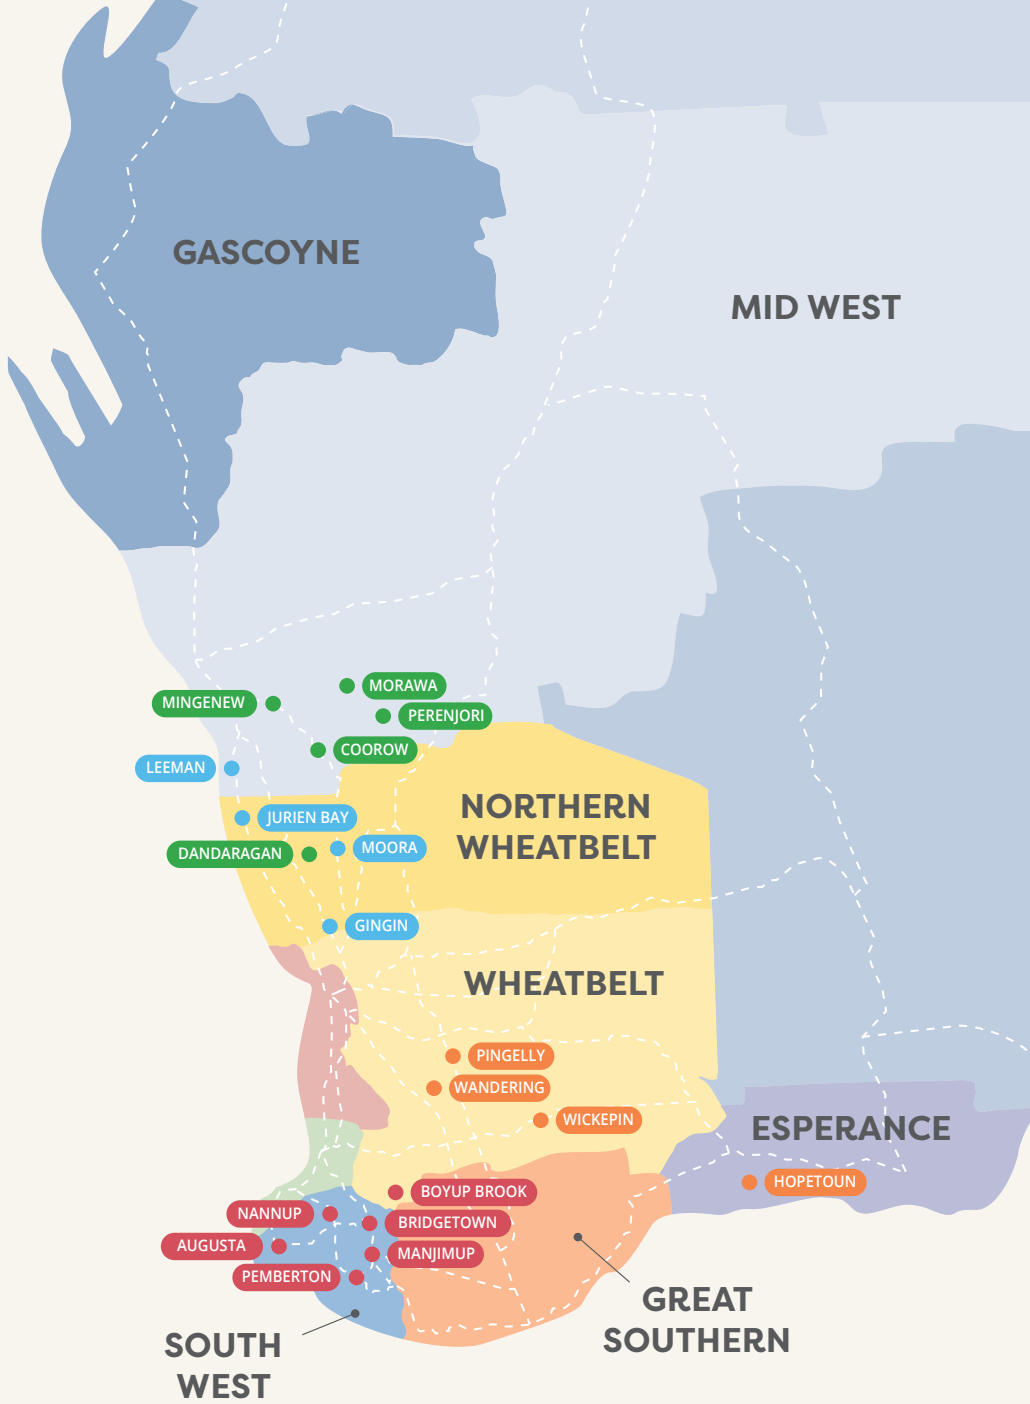 GASCOYNE
MID WEST
MORAWA
MINGENEW
PERENJORI
COOROW
LEEMAN
NORTHERN
WHEATBELT
JURIEN BAY
MOORA
DANDARAGAN
GINGIN
WHEATBELT
PINGELLY
WANDERING
WICKEPIN
ESPERANCE
HOPETOUN
BOYUP BROOK
NANNUP
BRIDGETOWN
AUGUSTA
MANJIMUP
PEMBERTON
GREAT
SOUTHERN
SOUTH
WEST